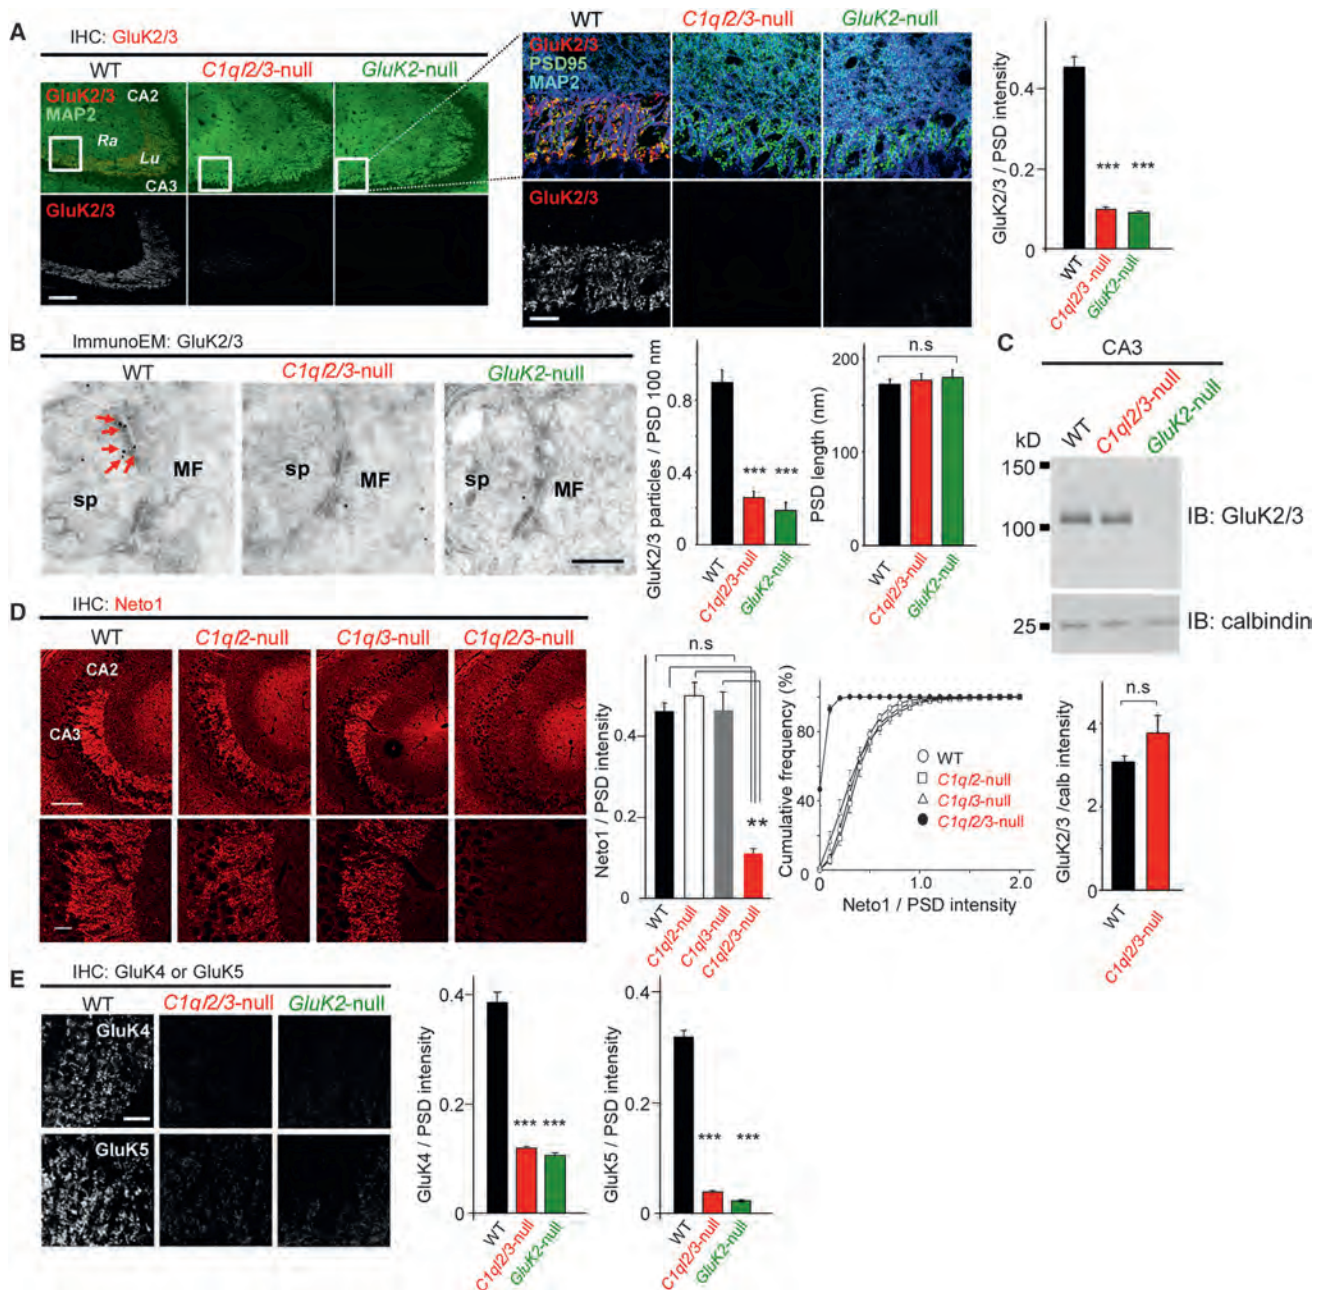 A
IHC: GluK2/3
WT
C1ql2/3-null
GluK2-null
GluK2/3
MAP2
CA2
Ra
Lu
CA3
GluK2/3
WT
C1ql2/3-null
GluK2-null
GluK2/3
PSD95
MAP2
GluK2/3
GluK2/3 / PSD intensity
0.4
0.2
0
***
***
WT
C1ql2/3-null
GluK2-null
B
ImmunoEM: GluK2/3
WT
C1ql2/3-null
GluK2-null
sp
MF
sp
MF
sp
MF
GluK2/3 particles / PSD 100 nm
0.8
0.4
0
***
***
WT
C1ql2/3-null
GluK2-null
PSD length (nm)
200
100
0
n.s
WT
C1ql2/3-null
GluK2-null
C
CA3
WT
C1ql2/3-null
GluK2-null
kD
150
100
25
IB: GluK2/3
IB: calbindin
GluK2/3 /calb intensity
4
2
0
n.s
WT
C1ql2/3-null
D
IHC: Neto1
WT
C1ql2-null
C1ql3-null
C1ql2/3-null
CA2
CA3
Neto1 / PSD intensity
0.4
0.2
0
n.s
**
WT
C1ql2-null
C1ql3-null
C1ql2/3-null
Cumulative frequency (%)
80
40
0
0
1.0
2.0
Neto1 / PSD intensity
WT
C1ql2-null
C1ql3-null
C1ql2/3-null
E
IHC: GluK4 or GluK5
WT
C1ql2/3-null
GluK2-null
GluK4
GluK5
GluK4 / PSD intensity
0.4
0.2
0
***
***
WT
C1ql2/3-null
GluK2-null
GluK5 / PSD intensity
0.4
0.2
0
***
***
WT
C1ql2/3-null
GluK2-null